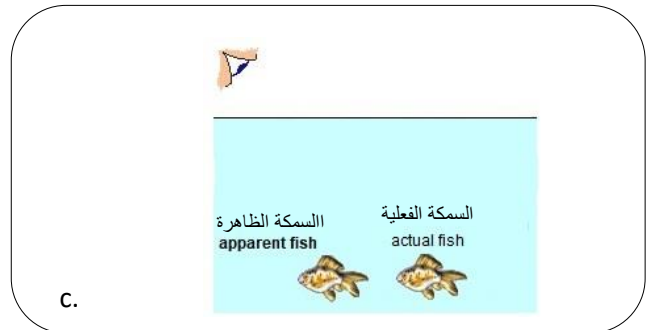 السمكة الفعلية
االسمكة الظاهرة
actual fish
apparent fish
c.